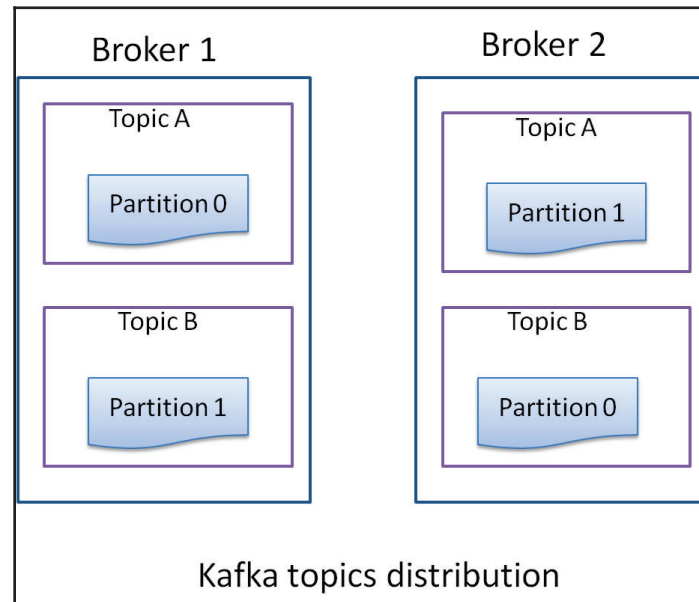 Broker 1
Topic A
Partition 0
Topic B
Partition 1
Broker 2
Topic A
Partition 1
Topic B
Partition 0
Kafka topics distribution